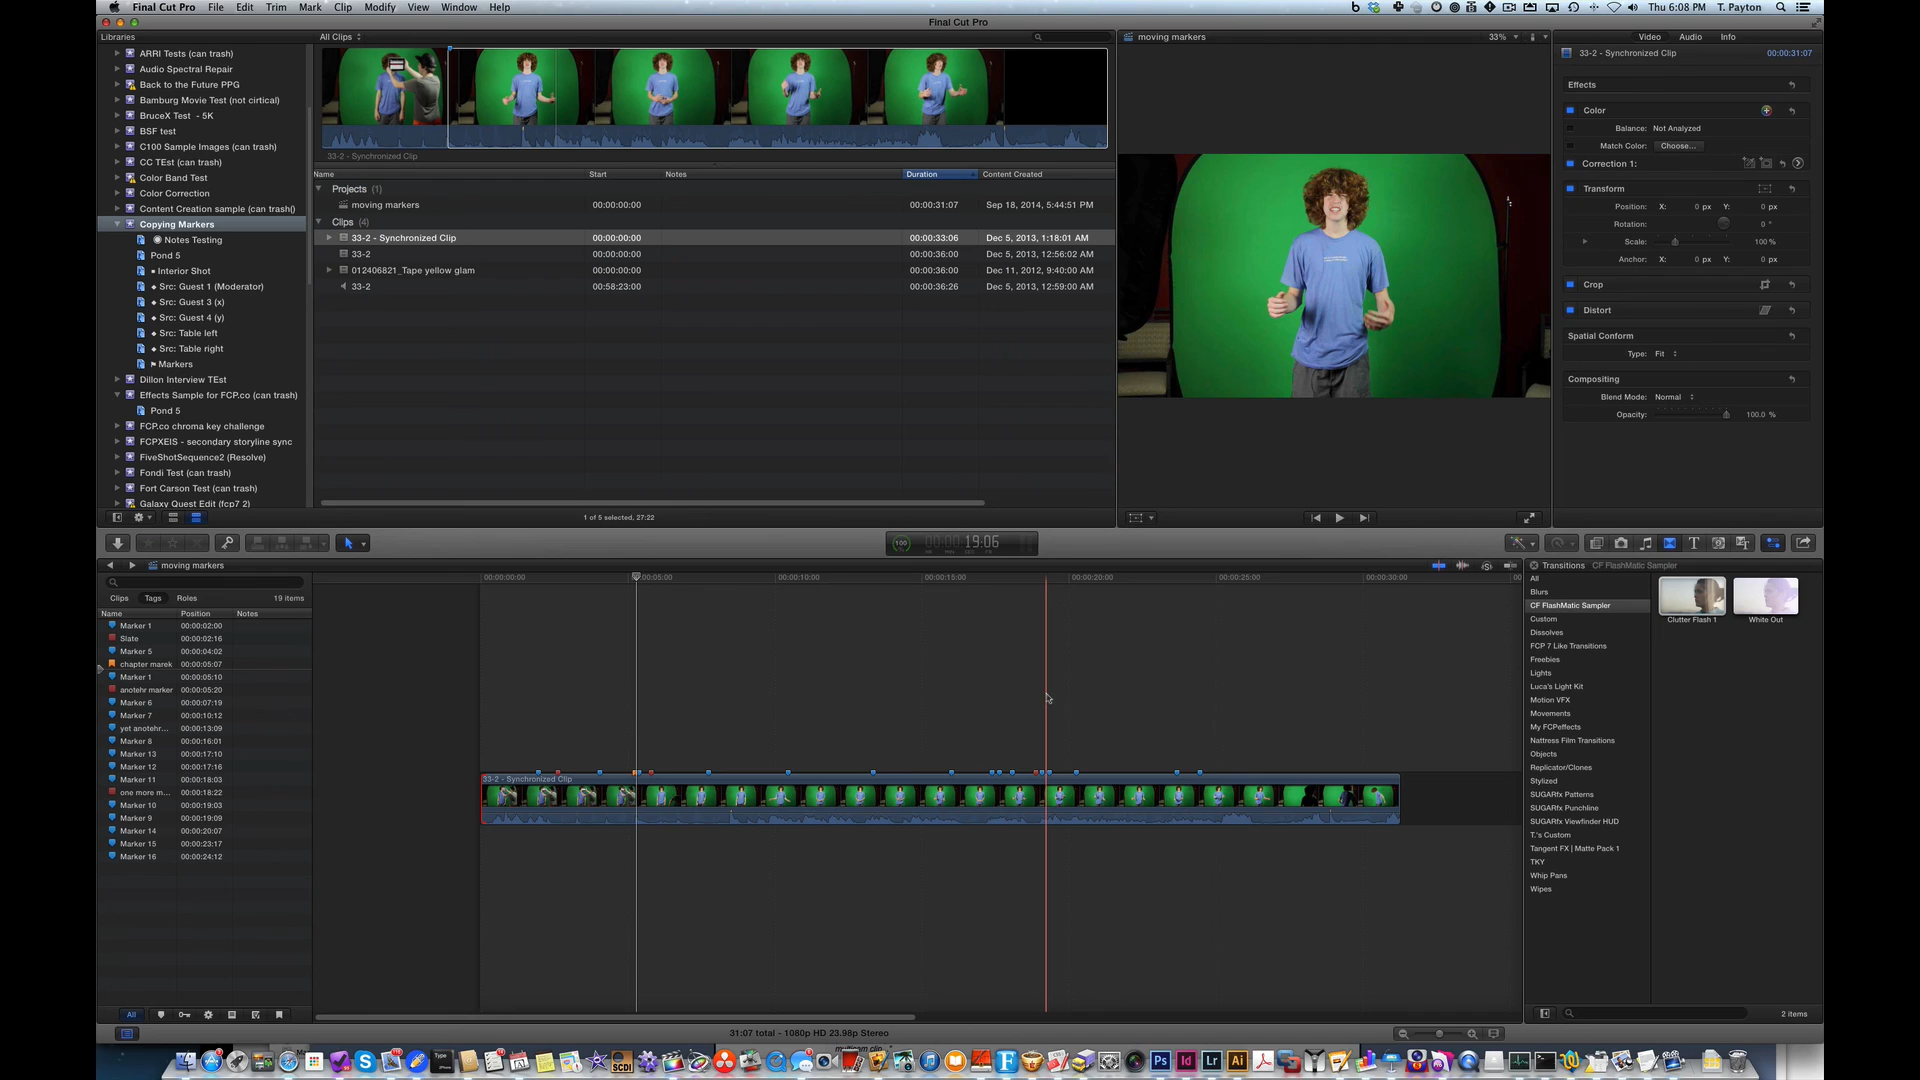 Final Cut Pro File Edit Trim Mark Clip Modify View Window Help
Thu 6:08 PM T. Payton
Final Cut Pro
Libraries
ARRI Tests (can trash)
Audio Spectral Repair
Back to the Future PPG
Bamburg Movie Test (not cirtical)
BruceX Test - 5K
BSF test
C100 Sample Images (can trash)
CC TEst (can trash)
Color Band Test
Color Correction
Content Creation sample (can trash()
Copying Markers
Notes Testing
Pond 5
Interior Shot
Src: Guest 1 (Moderator)
Src: Guest 3 (x)
Src: Guest 4 (y)
Src: Table left
Src: Table right
Markers
Dillon Interview TEst
Effects Sample for FCP.co (can trash)
Pond 5
FCP.co chroma key challenge
FCPXEIS - secondary storyline sync
FiveShotSequence2 (Resolve)
Fondi Test (can trash)
Fort Carson Test (can trash)
Galaxy Quest Edit (fcp7 2)
All Clips
33-2 - Synchronized Clip
Name Start Notes Duration Content Created
Projects (1)
moving markers 00:00:00:00 00:00:31:07 Sep 18, 2014, 5:44:51 PM
Clips (4)
33-2 - Synchronized Clip 00:00:00:00 00:00:33:06 Dec 5, 2013, 1:18:01 AM
33-2 00:00:00:00 00:00:36:00 Dec 5, 2013, 12:56:02 AM
012406821_Tape yellow glam 00:00:00:00 00:00:36:00 Dec 11, 2012, 9:40:00 AM
33-2 00:58:23:00 00:00:36:26 Dec 5, 2013, 12:59:00 AM
1 of 5 selected, 27:22
moving markers 33%
Video Audio Info
33-2 - Synchronized Clip 00:00:31:07
Effects
Color
Balance: Not Analyzed
Match Color: Choose...
Correction 1:
Transform
Position: X: 0 px Y: 0 px
Rotation: 0 °
Scale: 100 %
Anchor: X: 0 px Y: 0 px
Crop
Distort
Spatial Conform
Type: Fit
Compositing
Blend Mode: Normal
Opacity: 100.0 %
100 19:06
moving markers
Clips Tags Roles 19 items
Name Position Notes
Marker 1 00:00:02:00
Slate 00:00:02:16
Marker 5 00:00:04:02
chapter marek 00:00:05:07
Marker 1 00:00:05:10
anotehr marker 00:00:05:20
Marker 6 00:00:07:19
Marker 7 00:00:10:12
yet anotehr... 00:00:13:09
Marker 8 00:00:16:01
Marker 13 00:00:17:10
Marker 12 00:00:17:16
Marker 11 00:00:18:03
one more m... 00:00:18:22
Marker 10 00:00:19:03
Marker 9 00:00:19:09
Marker 14 00:00:20:07
Marker 15 00:00:23:17
Marker 16 00:00:24:12
All
00:00:00:00 00:05:00 00:00:10:00 00:00:15:00 00:00:20:00 00:00:25:00 00:00:30:00 00
33-2 - Synchronized Clip
31:07 total - 1080p HD 23.98p Stereo
Transitions CF FlashMatic Sampler
All
Blurs
CF FlashMatic Sampler
Custom
Dissolves
FCP 7 Like Transitions
Freebies
Lights
Luca's Light Kit
Motion VFX
Movements
My FCPeffects
Nattress Film Transitions
Objects
Replicator/Clones
Stylized
SUGARfx Patterns
SUGARfx Punchline
SUGARfx Viewfinder HUD
T.'s Custom
Tangent FX | Matte Pack 1
TKY
Whip Pans
Wipes
Clutter Flash 1 White Out
2 items
multicam clip
Type
SCDI
Ps Id Lr Ai